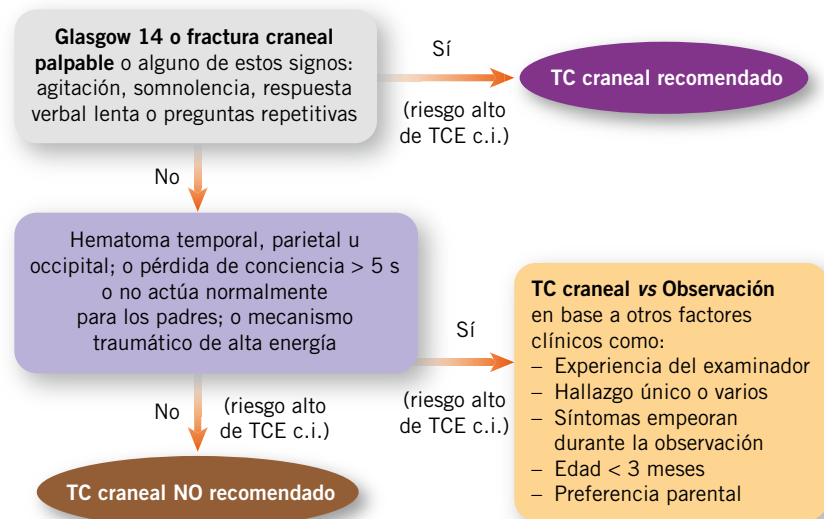 Glasgow 14 o fractura craneal
palpable o alguno de estos signos:
agitación, somnolencia, respuesta
verbal lenta o preguntas repetitivas
Sí
(riesgo alto
de TCE c.i.)
TC craneal recomendado
No
Hematoma temporal, parietal u
occipital; o pérdida de conciencia > 5 s
o no actúa normalmente
para los padres; o mecanismo
traumático de alta energía
Sí
(riesgo alto
de TCE c.i.)
TC craneal vs Observación
en base a otros factores
clínicos como:
– Experiencia del examinador
– Hallazgo único o varios
– Síntomas empeoran
durante la observación
– Edad < 3 meses
– Preferencia parental
No
(riesgo alto
de TCE c.i.)
TC craneal NO recomendado